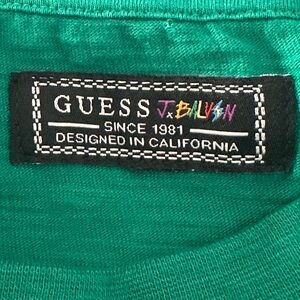 GUESS J.BALVIN
SINCE 1981
DESIGNED IN CALIFORNIA